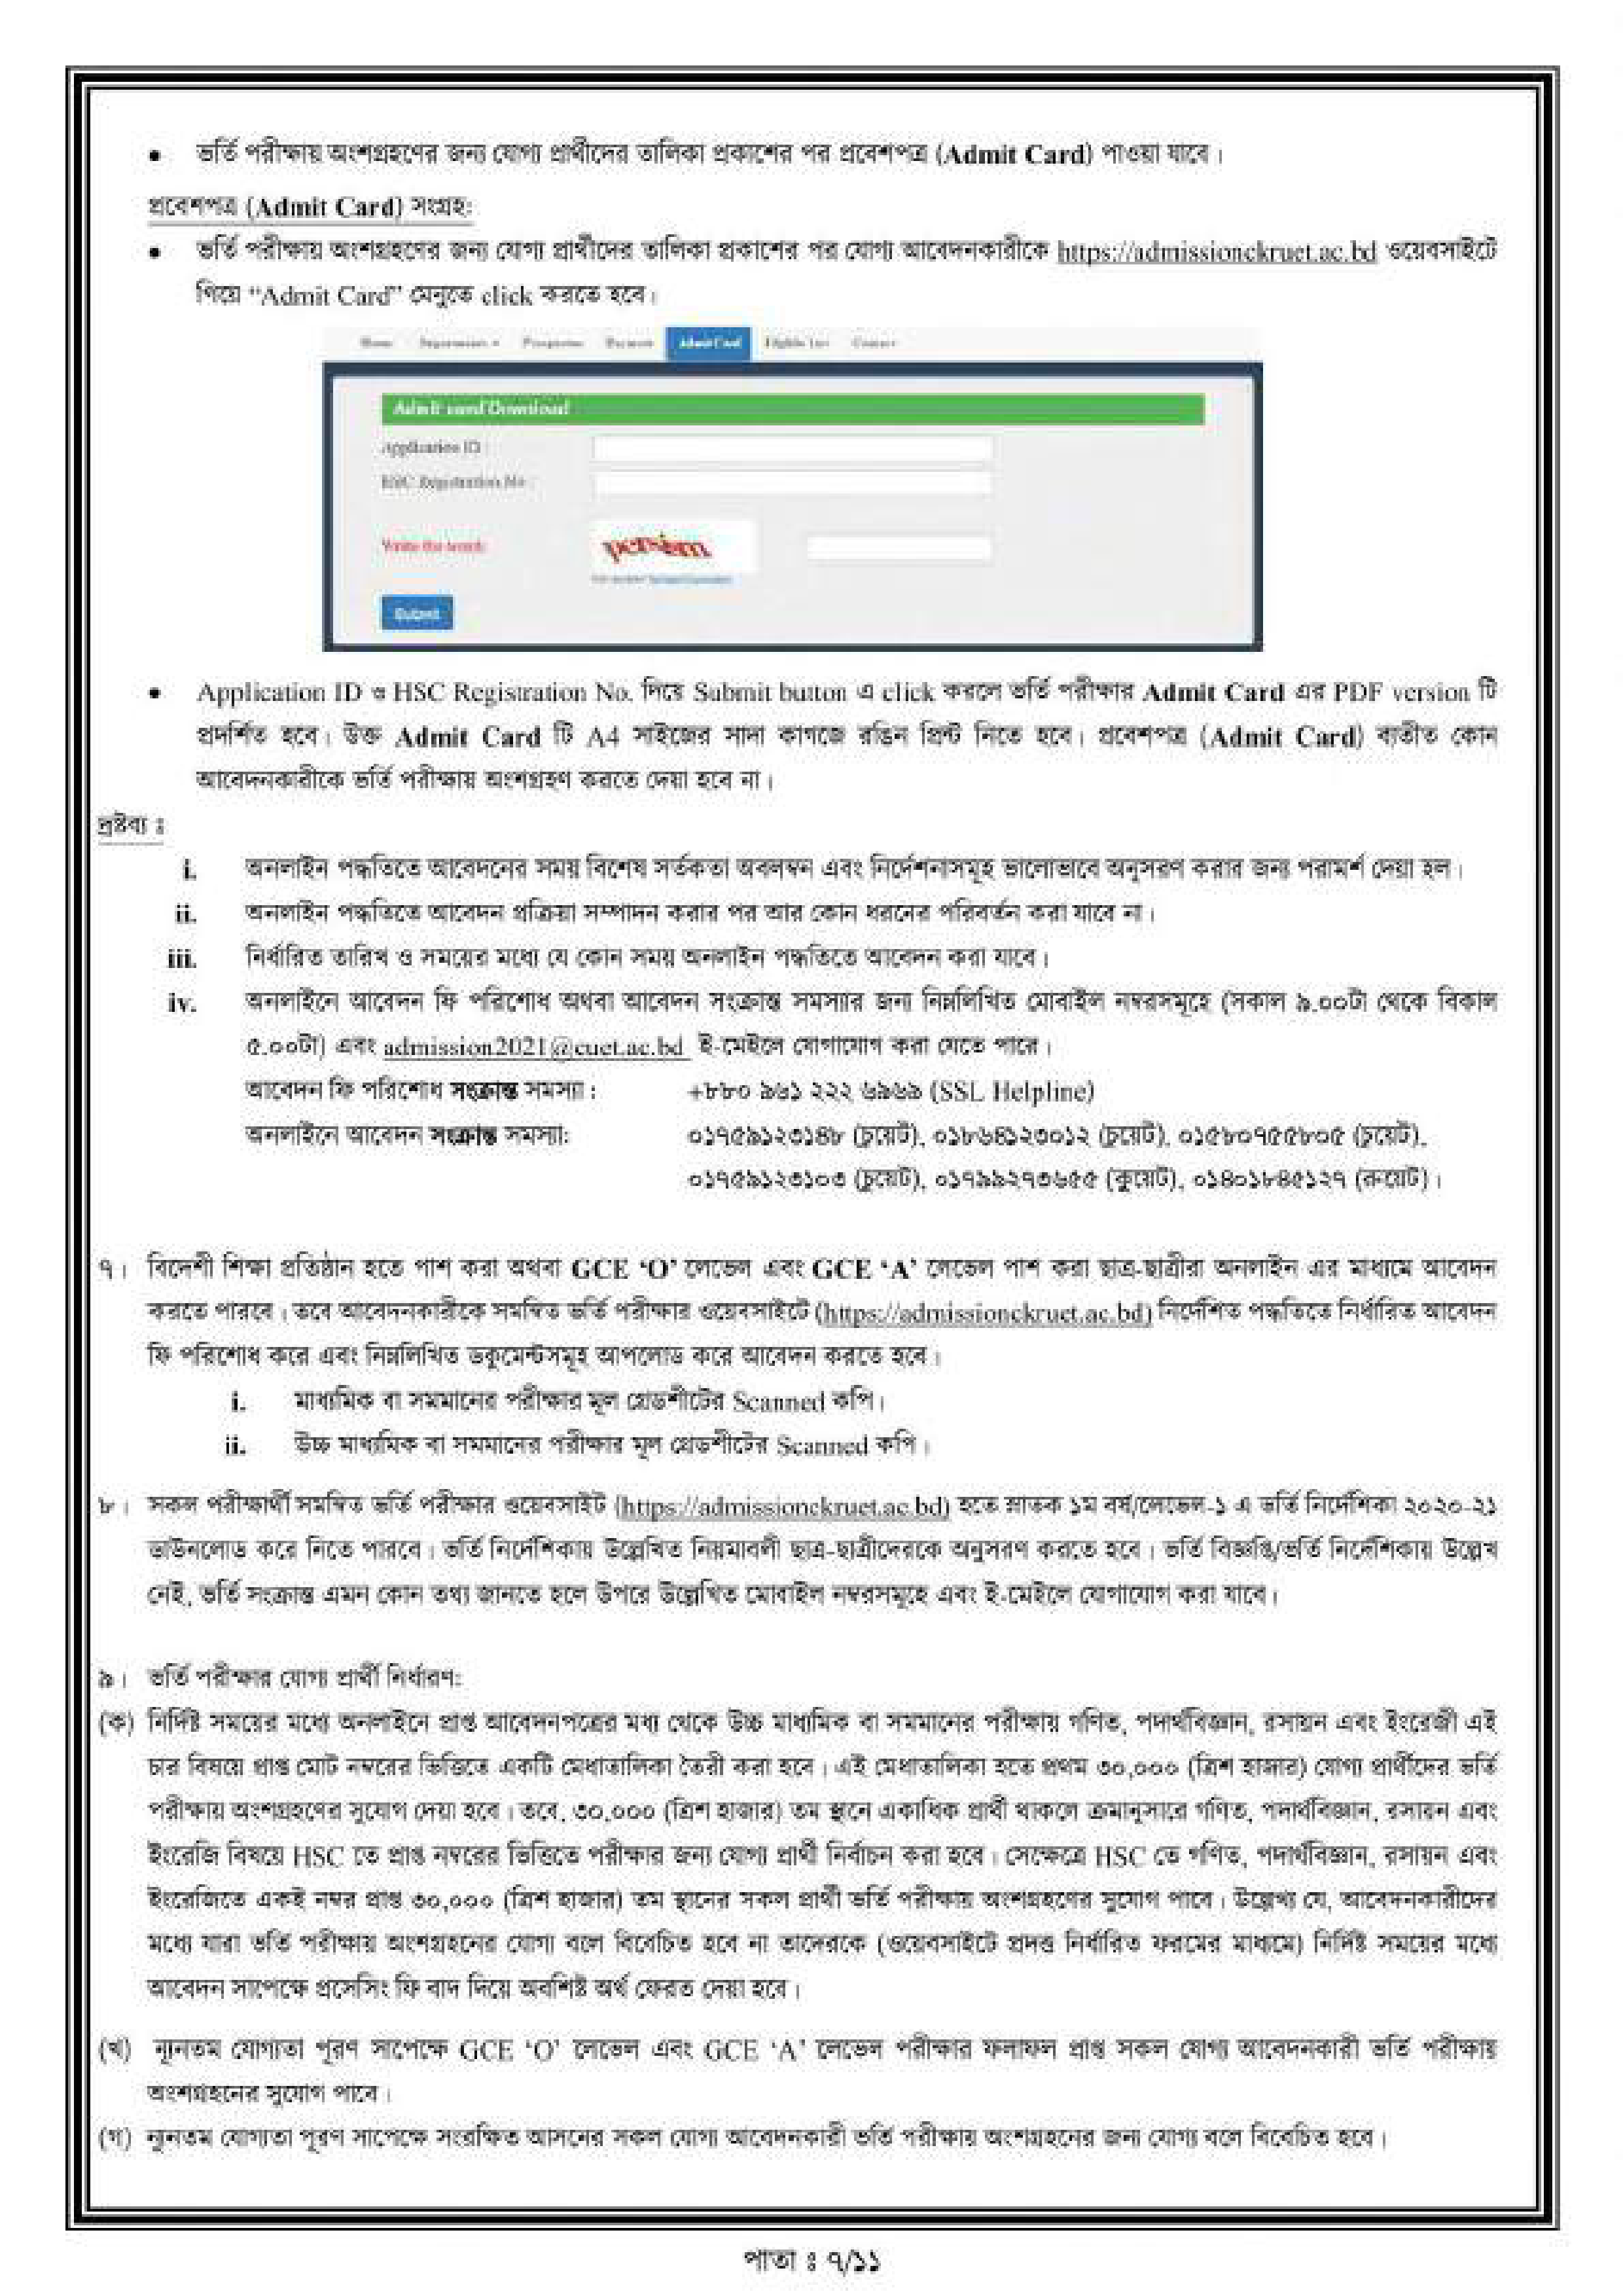 • ভর্তি পরীক্ষায় অংশগ্রহণের জন্য যোগ্য প্রার্থীদের তালিকা প্রকাশের পর প্রবেশপত্র (Admit Card) পাওয়া যাবে।
প্রবেশপত্র (Admit Card) সংগ্রহ:
• ভর্তি পরীক্ষায় অংশগ্রহণের জন্য যোগ্য প্রার্থীদের তালিকা প্রকাশের পর যোগ্য আবেদনকারীকে https://admissionckruet.ac.bd ওয়েবসাইটে
গিয়ে “Admit Card” মেনুতে click করতে হবে।
Home Prospectus Admit Card Eligible List Contact
Admit card Download
Application ID :
HSC Registration No :
Write the word:
Submit
• Application ID ও HSC Registration No. দিয়ে Submit button এ click করলে ভর্তি পরীক্ষার Admit Card এর PDF version টি
প্রদর্শিত হবে। উক্ত Admit Card টি A4 সাইজের সাদা কাগজে রঙিন প্রিন্ট নিতে হবে। প্রবেশপত্র (Admit Card) ব্যতীত কোন
আবেদনকারীকে ভর্তি পরীক্ষায় অংশগ্রহণ করতে দেয়া হবে না।
দ্রষ্টব্য ঃ
i. অনলাইন পদ্ধতিতে আবেদনের সময় বিশেষ সর্তকতা অবলম্বন এবং নির্দেশনাসমূহ ভালোভাবে অনুসরণ করার জন্য পরামর্শ দেয়া হল।
ii. অনলাইন পদ্ধতিতে আবেদন প্রক্রিয়া সম্পাদন করার পর আর কোন ধরনের পরিবর্তন করা যাবে না।
iii. নির্ধারিত তারিখ ও সময়ের মধ্যে যে কোন সময় অনলাইন পদ্ধতিতে আবেদন করা যাবে।
iv. অনলাইনে আবেদন ফি পরিশোধ অথবা আবেদন সংক্রান্ত সমস্যার জন্য নিম্নলিখিত মোবাইল নম্বরসমূহে (সকাল ৯.০০টা থেকে বিকাল
৫.০০টা) এবং admission2021@cuet.ac.bd ই-মেইলে যোগাযোগ করা যেতে পারে।
আবেদন ফি পরিশোধ সংক্রান্ত সমস্যা : +৮৮০ ৯৬১ ২২২ ৬৯৬৯ (SSL Helpline)
অনলাইনে আবেদন সংক্রান্ত সমস্যা: ০১৭৫৯১২৩১৪৮ (চুয়েট), ০১৮৬৪১২৩০১২ (চুয়েট), ০১৫৮০৭৫৫৮০৫ (চুয়েট),
০১৭৫৯১২৩১০৩ (চুয়েট), ০১৭৯৯২৭৩৬৫৫ (কুয়েট), ০১৪০১৮৪৫১২৭ (রুয়েট)।
৭। বিদেশী শিক্ষা প্রতিষ্ঠান হতে পাশ করা অথবা GCE ‘O’ লেভেল এবং GCE ‘A’ লেভেল পাশ করা ছাত্র-ছাত্রীরা অনলাইন এর মাধ্যমে আবেদন
করতে পারবে। তবে আবেদনকারীকে সমন্বিত ভর্তি পরীক্ষার ওয়েবসাইটে (https://admissionckruet.ac.bd) নির্দেশিত পদ্ধতিতে নির্ধারিত আবেদন
ফি পরিশোধ করে এবং নিম্নলিখিত ডকুমেন্টসমূহ আপলোড করে আবেদন করতে হবে।
i. মাধ্যমিক বা সমমানের পরীক্ষার মূল গ্রেডশীটের Scanned কপি।
ii. উচ্চ মাধ্যমিক বা সমমানের পরীক্ষার মূল গ্রেডশীটের Scanned কপি।
৮। সকল পরীক্ষার্থী সমন্বিত ভর্তি পরীক্ষার ওয়েবসাইট (https://admissionckruet.ac.bd) হতে স্নাতক ১ম বর্ষ/লেভেল-১ এ ভর্তি নির্দেশিকা ২০২০-২১
ডাউনলোড করে নিতে পারবে। ভর্তি নির্দেশিকায় উল্লেখিত নিয়মাবলী ছাত্র-ছাত্রীদেরকে অনুসরণ করতে হবে। ভর্তি বিজ্ঞপ্তি/ভর্তি নির্দেশিকায় উল্লেখ
নেই, ভর্তি সংক্রান্ত এমন কোন তথ্য জানতে হলে উপরে উল্লেখিত মোবাইল নম্বরসমূহে এবং ই-মেইলে যোগাযোগ করা যাবে।
৯। ভর্তি পরীক্ষার যোগ্য প্রার্থী নির্ধারণ:
(ক) নির্দিষ্ট সময়ের মধ্যে অনলাইনে প্রাপ্ত আবেদনপত্রের মধ্য থেকে উচ্চ মাধ্যমিক বা সমমানের পরীক্ষায় গণিত, পদার্থবিজ্ঞান, রসায়ন এবং ইংরেজী এই
চার বিষয়ে প্রাপ্ত মোট নম্বরের ভিত্তিতে একটি মেধাতালিকা তৈরী করা হবে। এই মেধাতালিকা হতে প্রথম ৩০,০০০ (ত্রিশ হাজার) যোগ্য প্রার্থীদের ভর্তি
পরীক্ষায় অংশগ্রহণের সুযোগ দেয়া হবে। তবে, ৩০,০০০ (ত্রিশ হাজার) তম স্থানে একাধিক প্রার্থী থাকলে ক্রমানুসারে গণিত, পদার্থবিজ্ঞান, রসায়ন এবং
ইংরেজি বিষয়ে HSC তে প্রাপ্ত নম্বরের ভিত্তিতে পরীক্ষার জন্য যোগ্য প্রার্থী নির্বাচন করা হবে। সেক্ষেত্রে HSC তে গণিত, পদার্থবিজ্ঞান, রসায়ন এবং
ইংরেজিতে একই নম্বর প্রাপ্ত ৩০,০০০ (ত্রিশ হাজার) তম স্থানের সকল প্রার্থী ভর্তি পরীক্ষায় অংশগ্রহণের সুযোগ পাবে। উল্লেখ্য যে, আবেদনকারীদের
মধ্যে যারা ভর্তি পরীক্ষায় অংশগ্রহনের যোগ্য বলে বিবেচিত হবে না তাদেরকে (ওয়েবসাইটে প্রদত্ত নির্ধারিত ফরমের মাধ্যমে) নির্দিষ্ট সময়ের মধ্যে
আবেদন সাপেক্ষে প্রসেসিং ফি বাদ দিয়ে অবশিষ্ট অর্থ ফেরত দেয়া হবে।
(খ) ন্যূনতম যোগ্যতা পূরণ সাপেক্ষে GCE ‘O’ লেভেল এবং GCE ‘A’ লেভেল পরীক্ষার ফলাফল প্রাপ্ত সকল যোগ্য আবেদনকারী ভর্তি পরীক্ষায়
অংশগ্রহনের সুযোগ পাবে।
(গ) ন্যূনতম যোগ্যতা পূরণ সাপেক্ষে সংরক্ষিত আসনের সকল যোগ্য আবেদনকারী ভর্তি পরীক্ষায় অংশগ্রহনের জন্য যোগ্য বলে বিবেচিত হবে।
পাতা ঃ ৭/১১